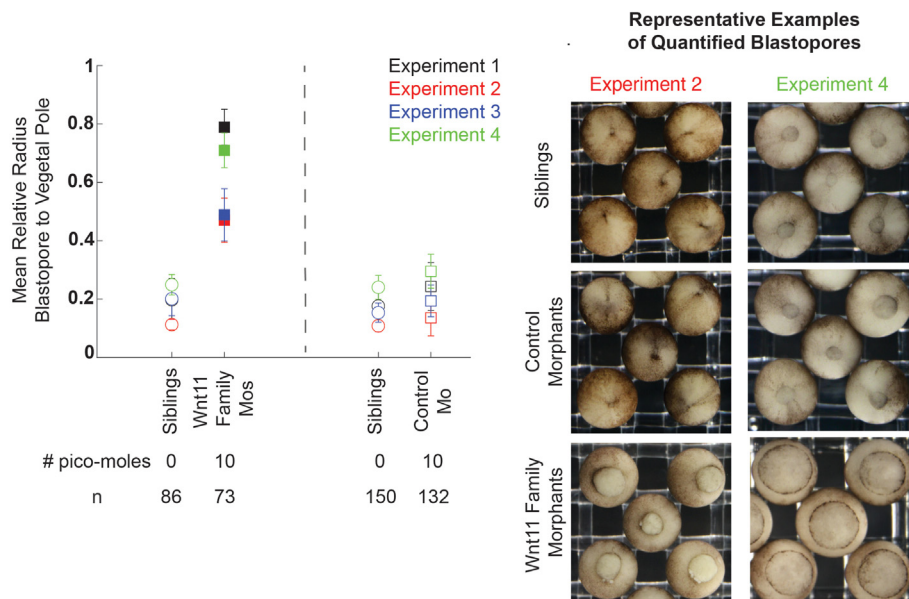 Representative Examples
of Quantified Blastopores
Experiment 1
Experiment 2
Experiment 3
Experiment 4
Mean Relative Radius
Blastopore to Vegetal Pole
1
0.8
0.6
0.4
0.2
0
Siblings
Wnt11
Family
Mos
Siblings
Control
Mo
# pico-moles 0 10 0 10
n 86 73 150 132
Experiment 2 Experiment 4
Siblings
Control
Morphants
Wnt11 Family
Morphants